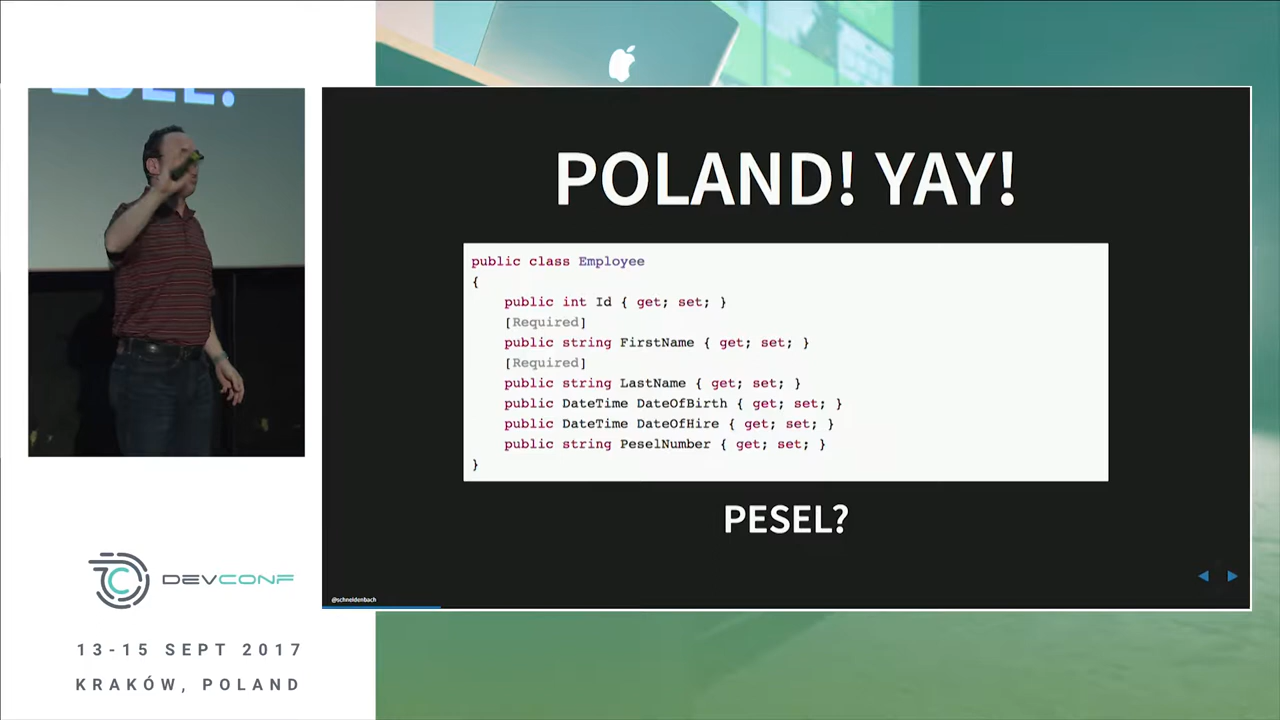 POLAND! YAY!
public class Employee
{
    public int Id { get; set; }
    [Required]
    public string FirstName { get; set; }
    [Required]
    public string LastName { get; set; }
    public DateTime DateOfBirth { get; set; }
    public DateTime DateOfHire { get; set; }
    public string PeselNumber { get; set; }
}
PESEL?
@schneidenbach
DEVCONF
13-15 SEPT 2017
KRAKÓW, POLAND